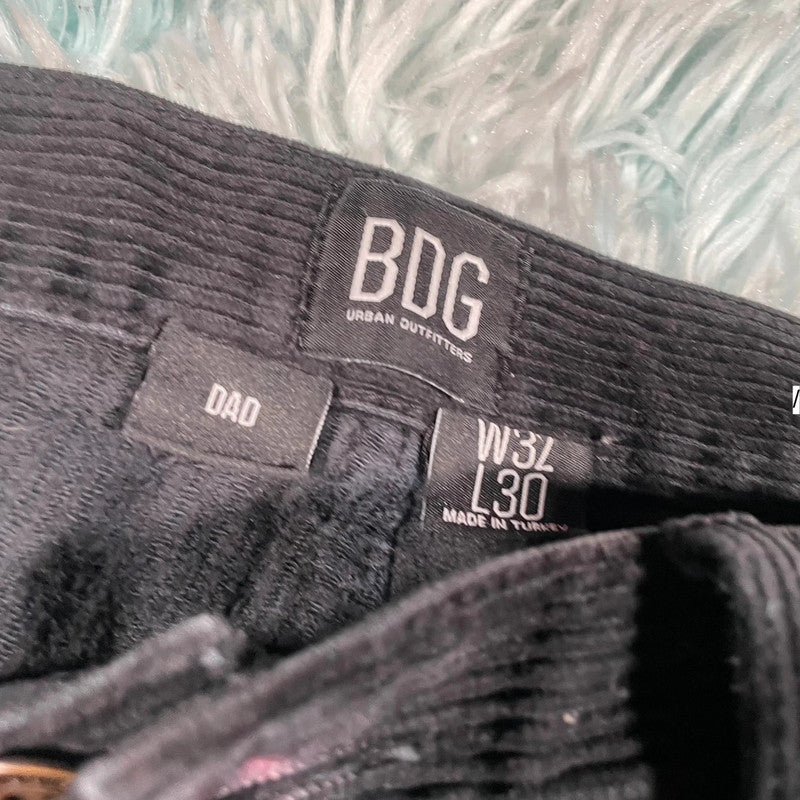 BDG
URBAN OUTFITTERS
DAD
W32
L30
MADE IN TURKEY